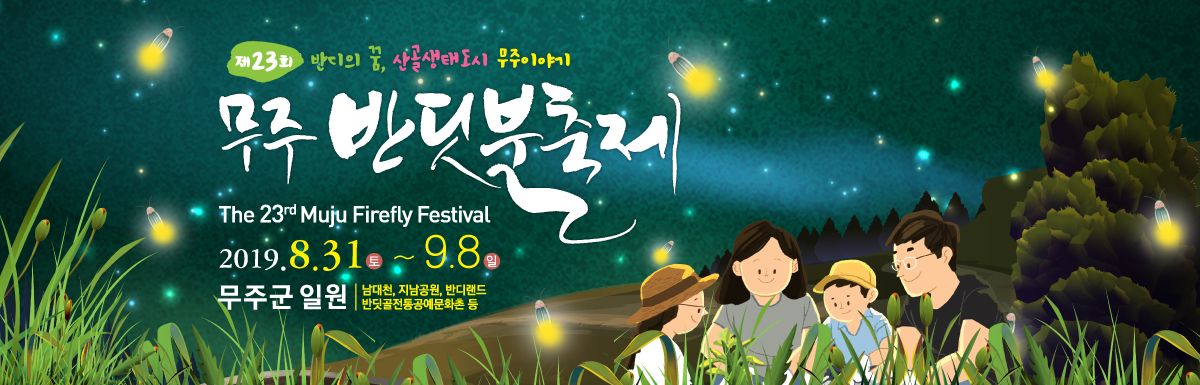 제23회 반디의 꿈, 산골생태도시 무주이야기
무주 반딧불축제
The 23rd Muju Firefly Festival
2019.8.31 토 ~ 9.8 일
무주군 일원 | 남대천, 지남공원, 반디랜드
반딧골전통공예문화촌 등